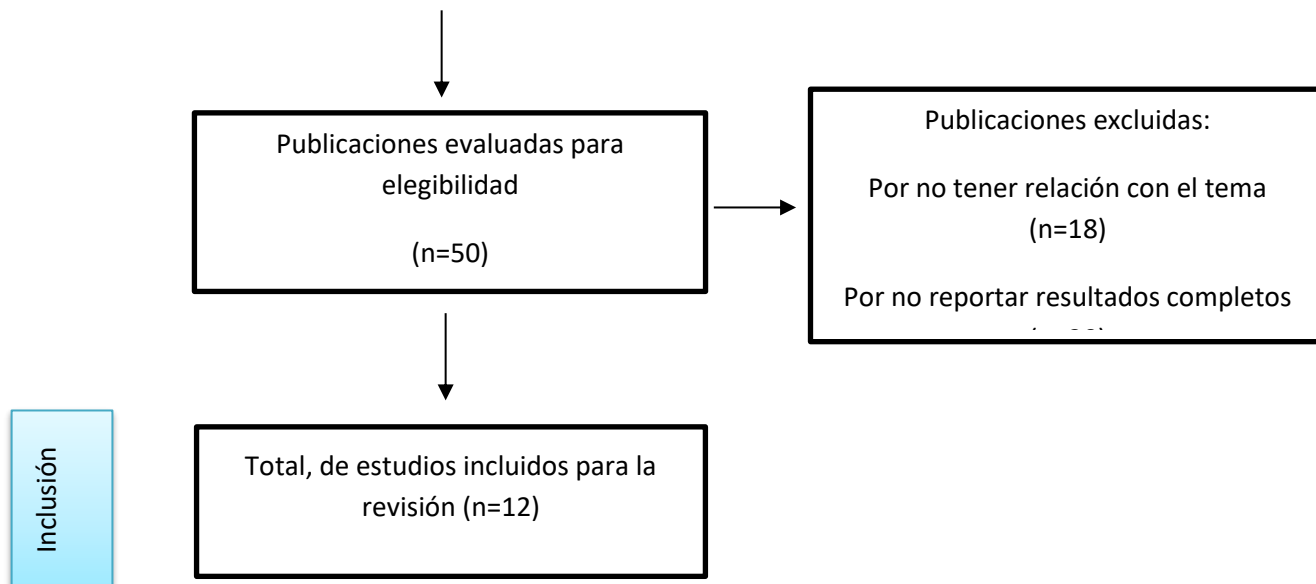 Publicaciones evaluadas para
elegibilidad
(n=50)
Publicaciones excluidas:
Por no tener relación con el tema
(n=18)
Por no reportar resultados completos
Inclusión
Total, de estudios incluidos para la
revisión (n=12)